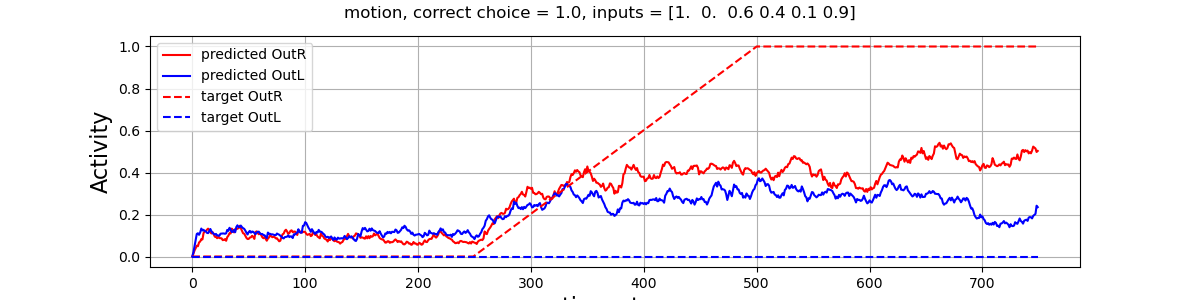 motion, correct choice = 1.0, inputs = [1.  0.  0.6 0.4 0.1 0.9]
Activity
1.0
0.8
0.6
0.4
0.2
0.0
predicted OutR
predicted OutL
target OutR
target OutL
0 100 200 300 400 500 600 700